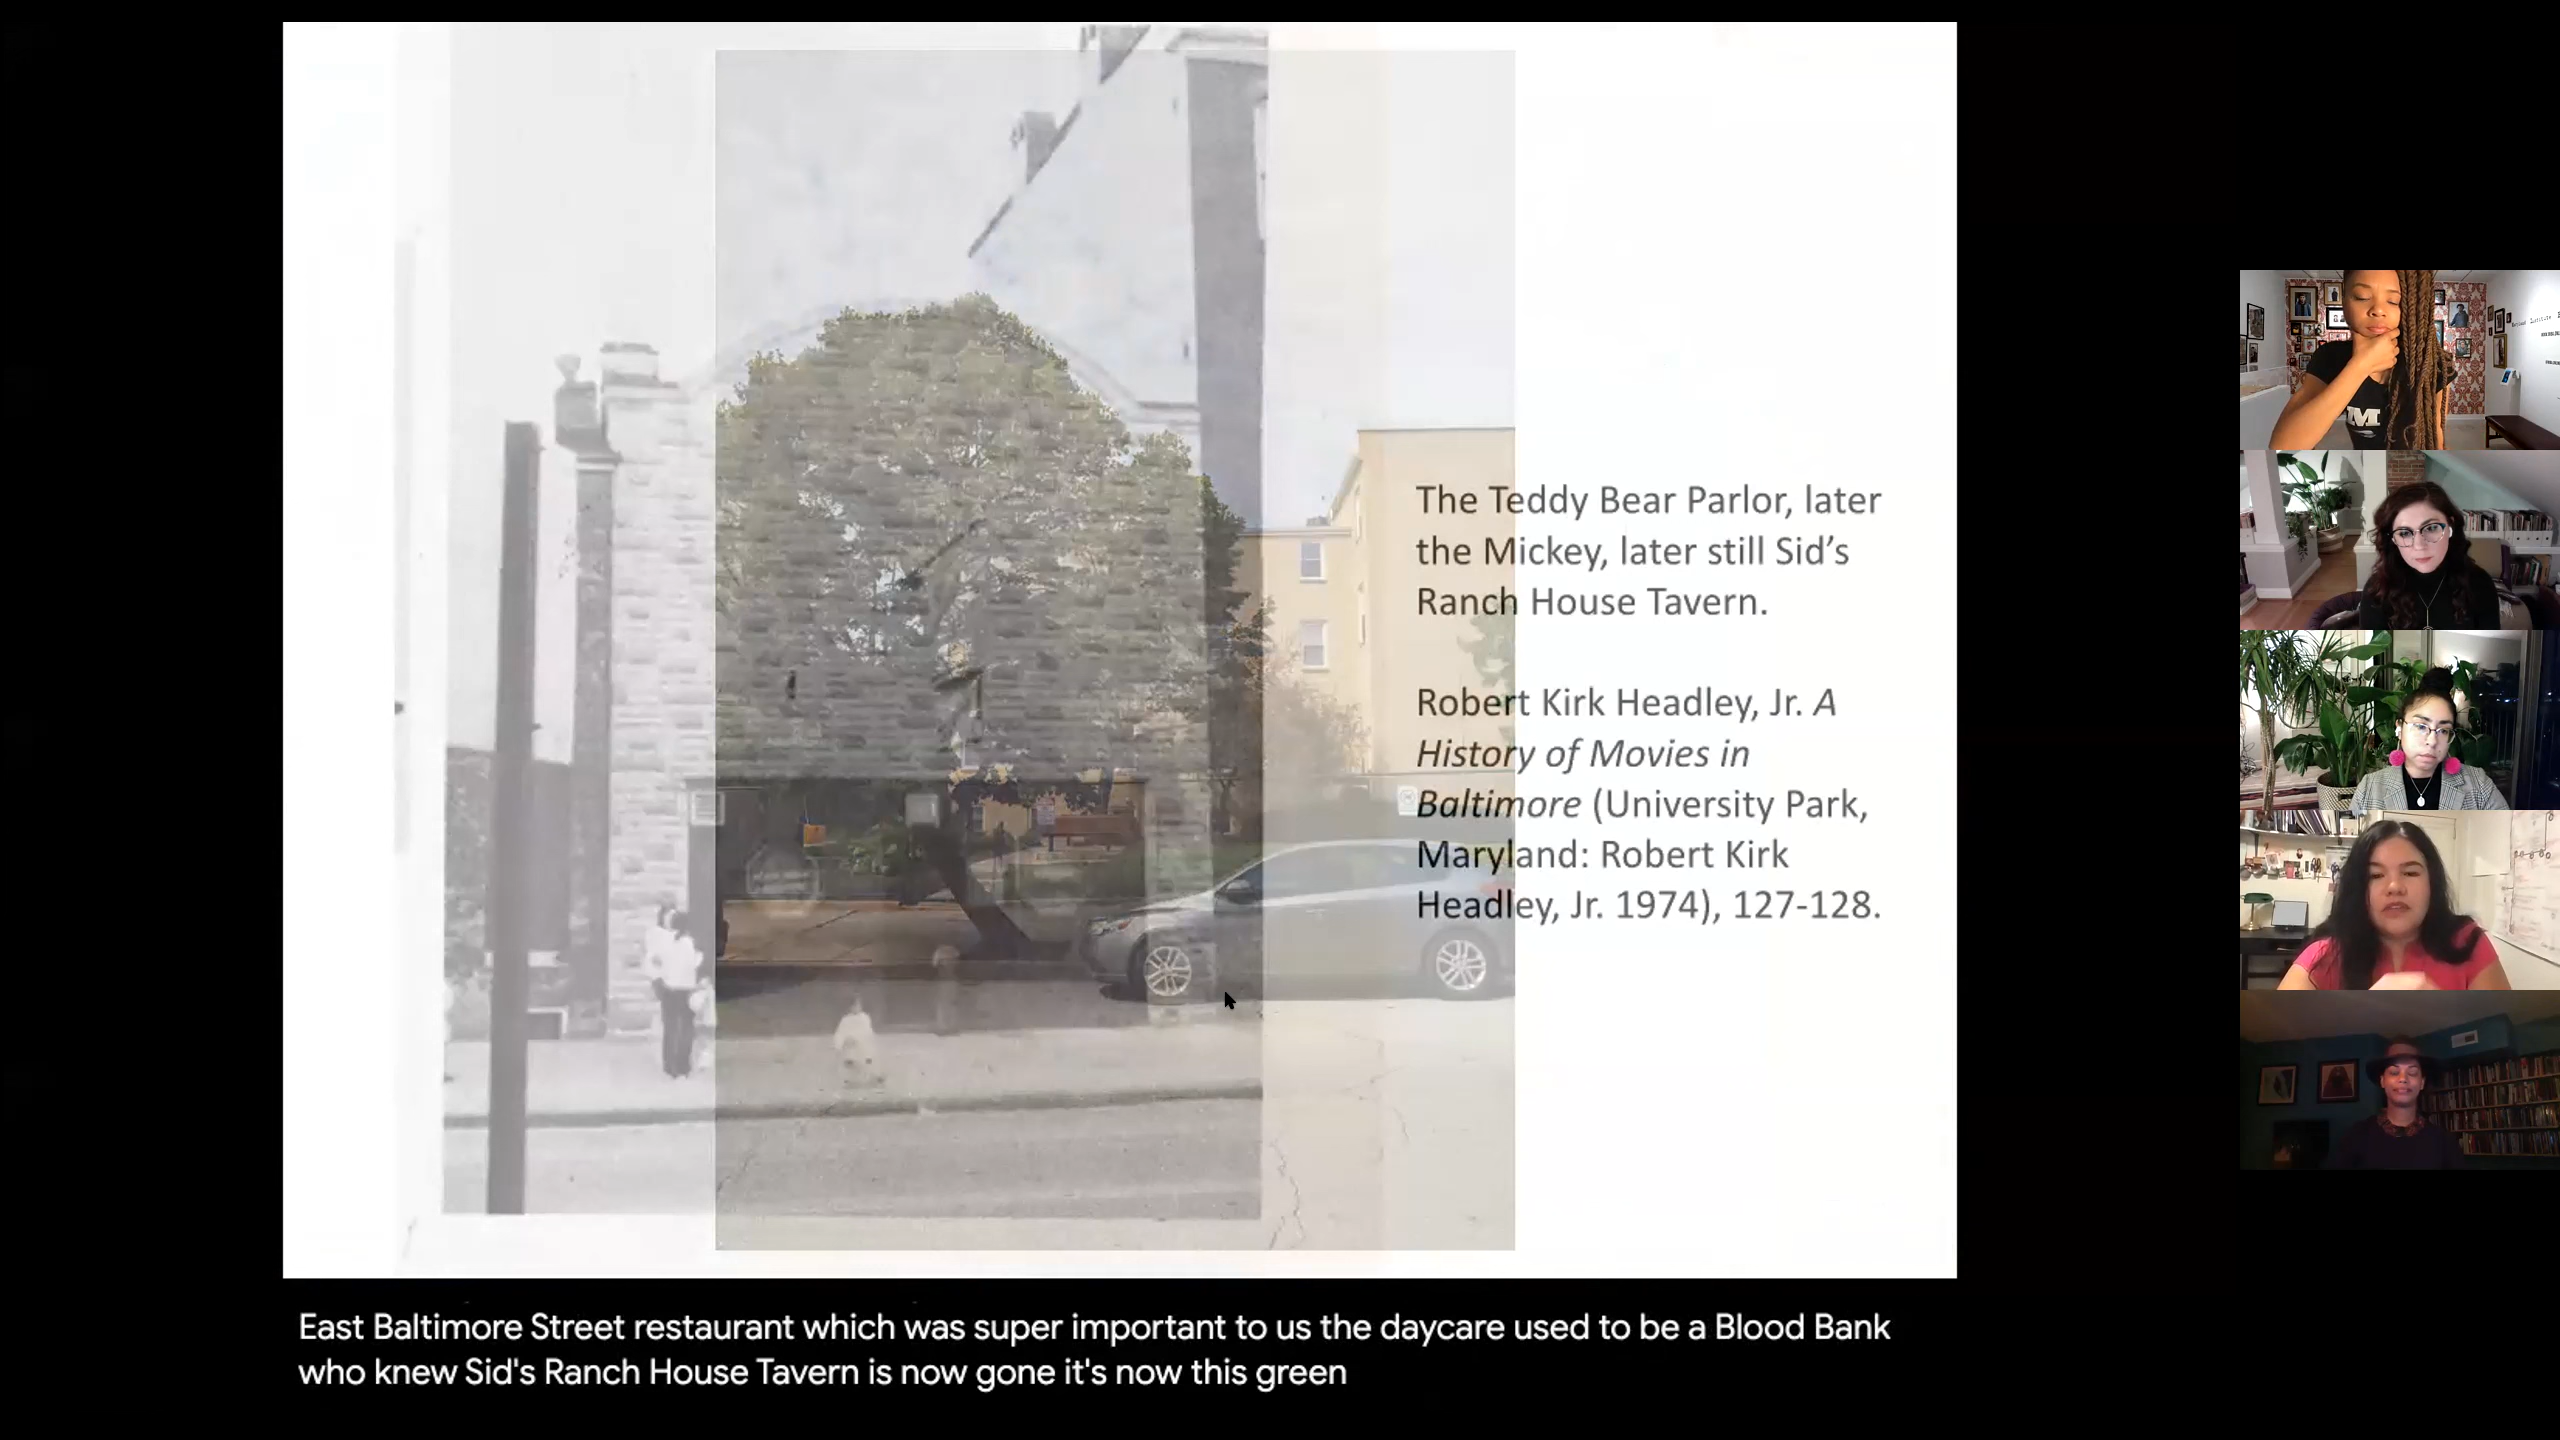 The Teddy Bear Parlor, later
the Mickey, later still Sid’s
Ranch House Tavern.
Robert Kirk Headley, Jr. A
History of Movies in
Baltimore (University Park,
Maryland: Robert Kirk
Headley, Jr. 1974), 127-128.
M
East Baltimore Street restaurant which was super important to us the daycare used to be a Blood Bank
who knew Sid's Ranch House Tavern is now gone it's now this green